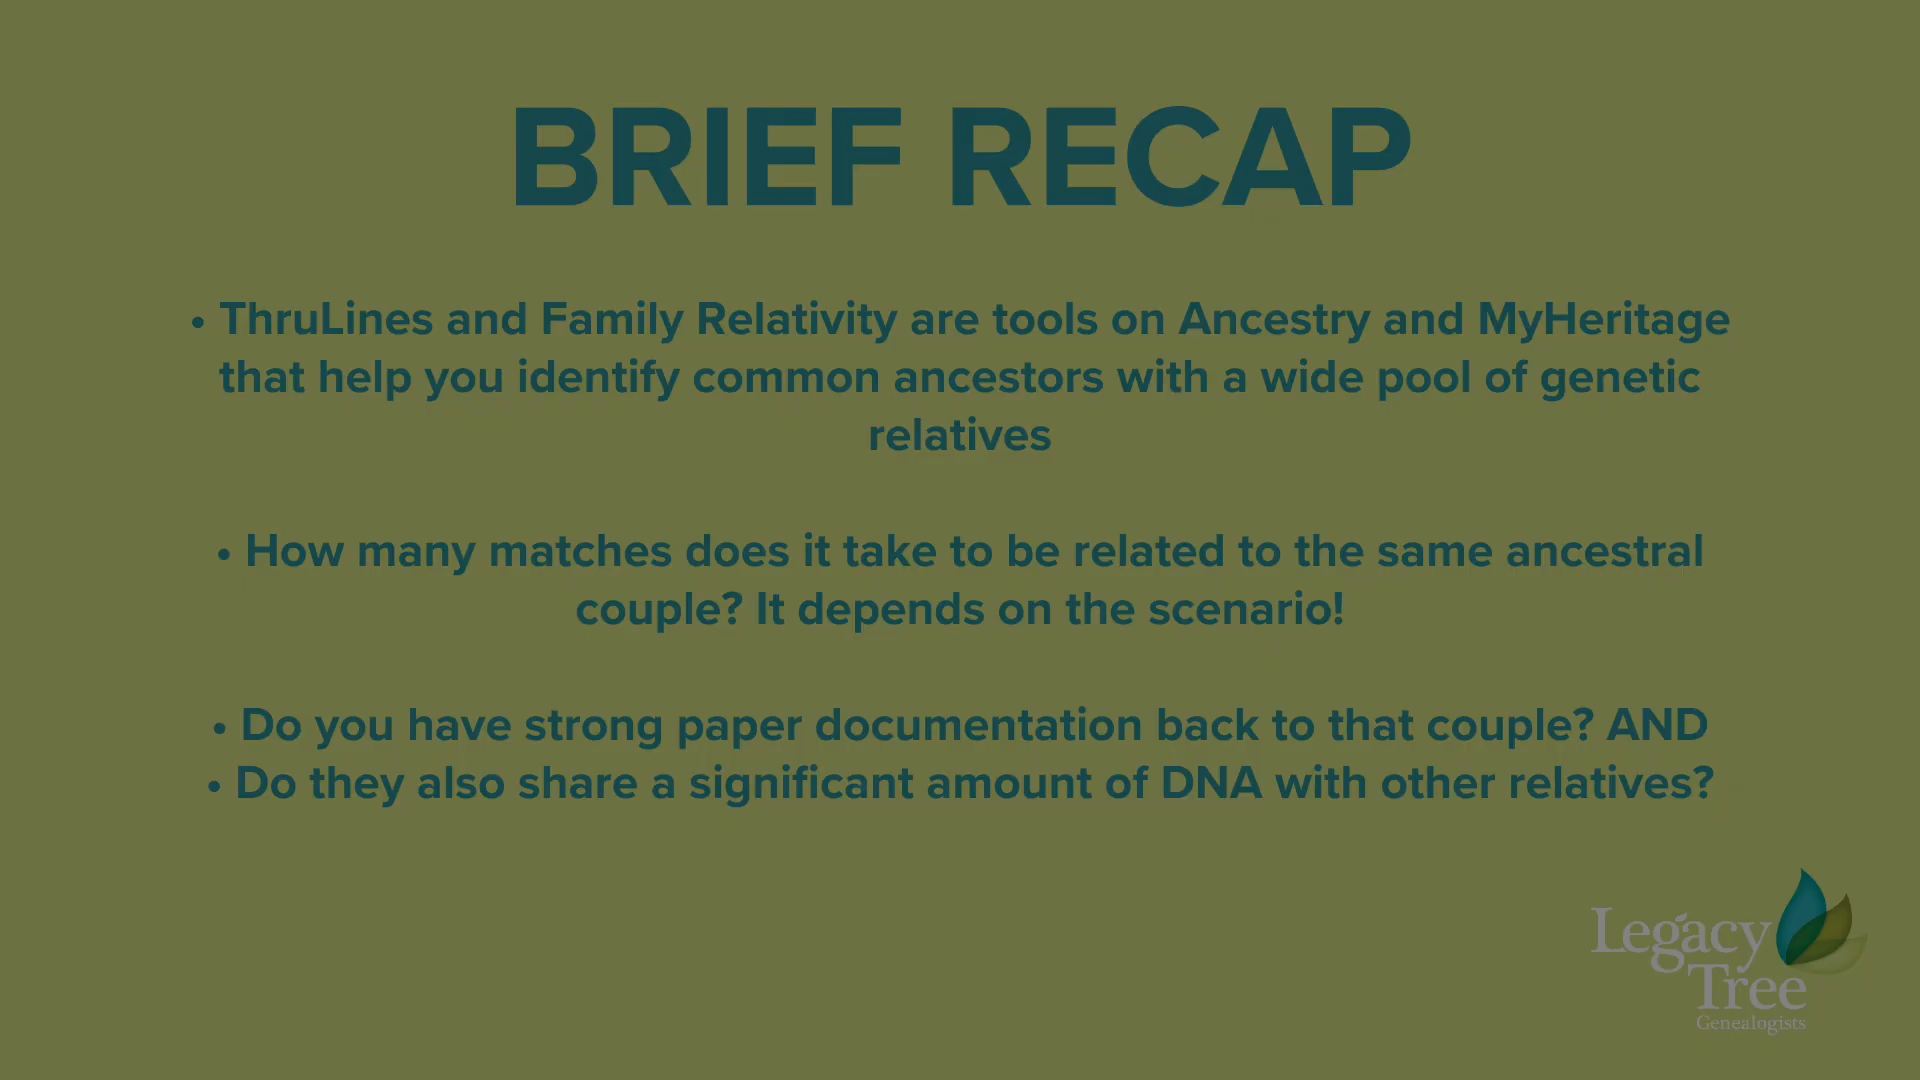 BRIEF RECAP
• ThruLines and Family Relativity are tools on Ancestry and MyHeritage
that help you identify common ancestors with a wide pool of genetic
relatives
• How many matches does it take to be related to the same ancestral
couple? It depends on the scenario!
• Do you have strong paper documentation back to that couple? AND
• Do they also share a significant amount of DNA with other relatives?
Legacy
Tree
Genealogists